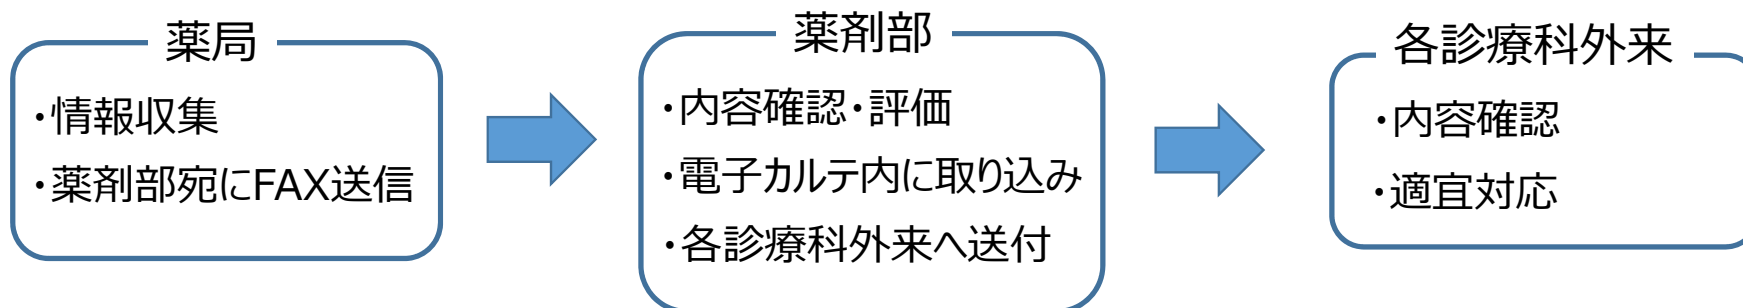 薬局
・情報収集
・薬剤部宛にFAX送信
薬剤部
・内容確認・評価
・電子カルテ内に取り込み
・各診療科外来へ送付
各診療科外来
・内容確認
・適宜対応